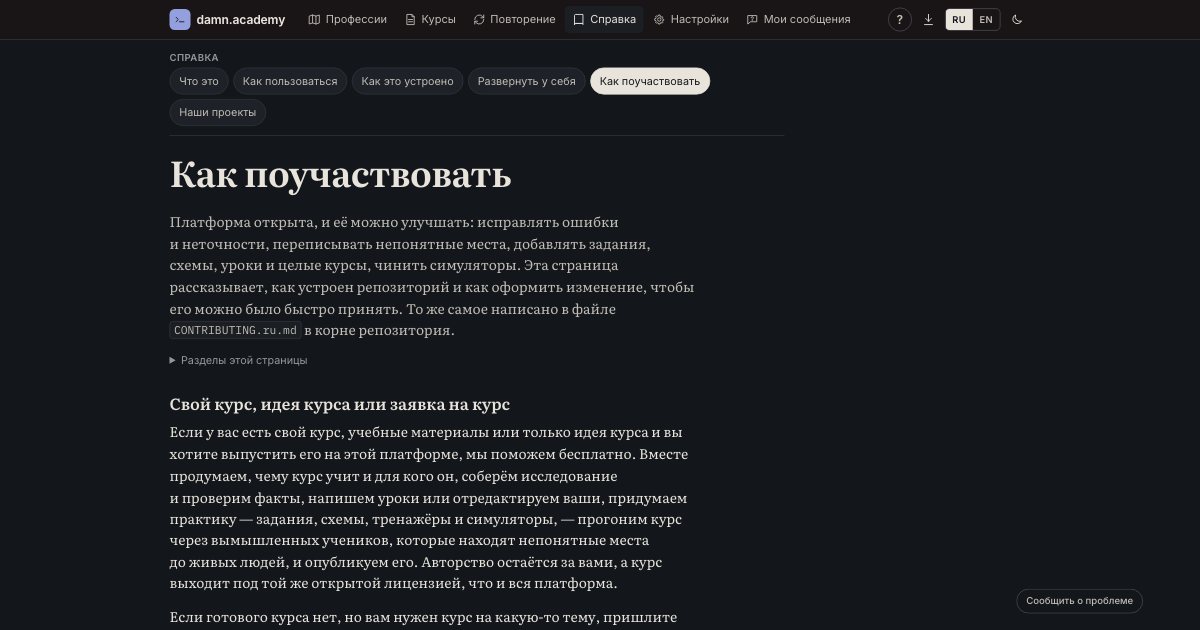 damn.academy Профессии Курсы Повторение Справка Настройки Мои сообщения ? RU EN
СПРАВКА
Что это Как пользоваться Как это устроено Развернуть у себя Как поучаствовать
Наши проекты
Как поучаствовать
Платформа открыта, и её можно улучшать: исправлять ошибки
и неточности, переписывать непонятные места, добавлять задания,
схемы, уроки и целые курсы, чинить симуляторы. Эта страница
рассказывает, как устроен репозиторий и как оформить изменение, чтобы
его можно было быстро принять. То же самое написано в файле
CONTRIBUTING.ru.md в корне репозитория.
Разделы этой страницы
Свой курс, идея курса или заявка на курс
Если у вас есть свой курс, учебные материалы или только идея курса и вы
хотите выпустить его на этой платформе, мы поможем бесплатно. Вместе
продумаем, чему курс учит и для кого он, соберём исследование
и проверим факты, напишем уроки или отредактируем ваши, придумаем
практику — задания, схемы, тренажёры и симуляторы, — прогоним курс
через вымышленных учеников, которые находят непонятные места
до живых людей, и опубликуем его. Авторство остаётся за вами, а курс
выходит под той же открытой лицензией, что и вся платформа.
Если готового курса нет, но вам нужен курс на какую-то тему, пришлите
Сообщить о проблеме